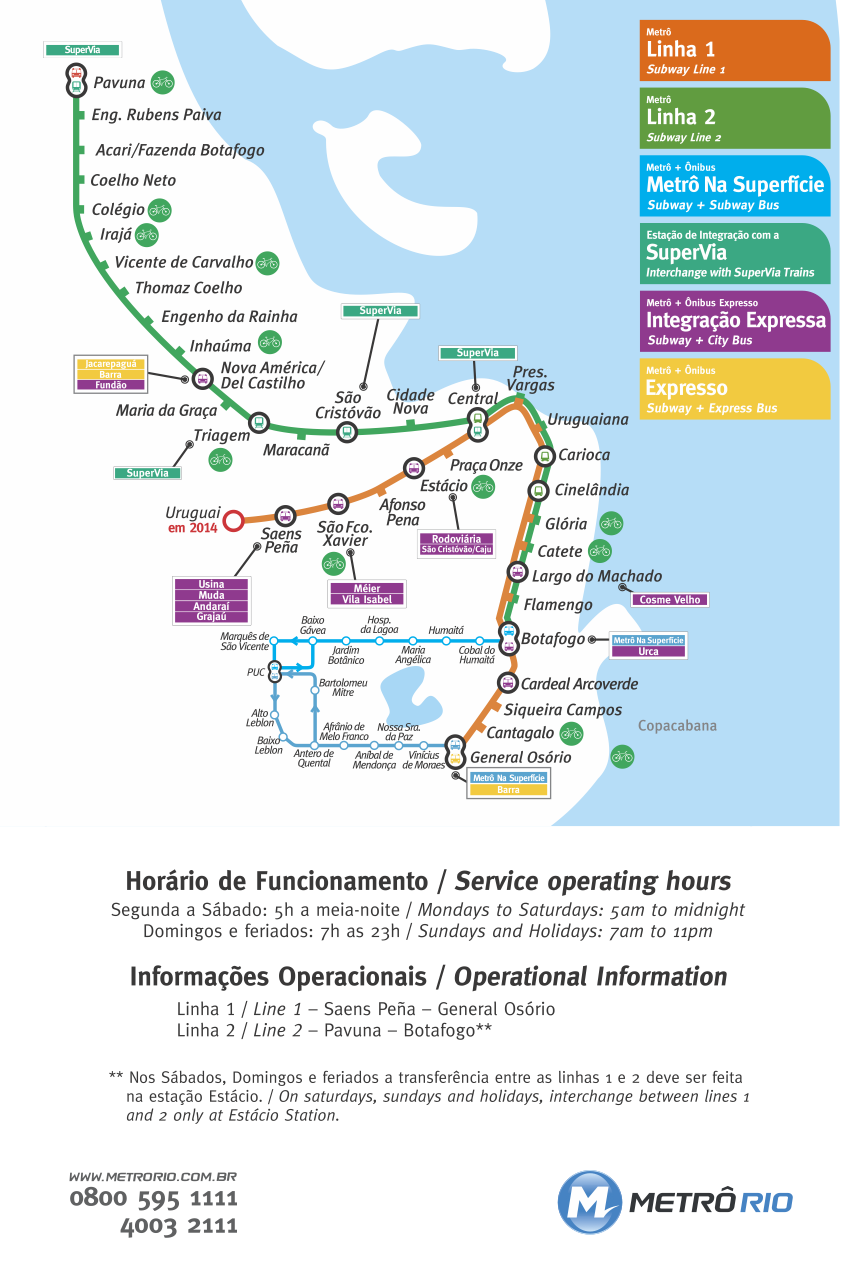 SuperVia
Pavuna
Eng. Rubens Paiva
Acari/Fazenda Botafogo
Coelho Neto
Colégio
Irajá
Vicente de Carvalho
Thomaz Coelho
Engenho da Rainha
Inhaúma
Nova América/
Del Castilho
Jacarepaguá
Barra
Fundão
Maria da Graça
Triagem
SuperVia
Maracanã
SuperVia
São
Cristóvão
Cidade
Nova
SuperVia
Central
Pres.
Vargas
Uruguaiana
Carioca
Cinelândia
Glória
Catete
Largo do Machado
Cosme Velho
Flamengo
Botafogo
Metrô Na Superfície
Urca
Praça Onze
Estácio
Rodoviária
São Cristóvão/Caju
Afonso
Pena
São Fco.
Xavier
Méier
Vila Isabel
Saens
Peña
Usina
Muda
Andaraí
Grajaú
Uruguai
em 2014
Cardeal Arcoverde
Siqueira Campos
Cantagalo
General Osório
Metrô Na Superfície
Barra
Copacabana
Marquês de
São Vicente
Baixo
Gávea
Jardim
Botânico
Hosp.
da Lagoa
Maria
Angélica
Humaitá
Cobal do
Humaitá
PUC
Bartolomeu
Mitre
Alto
Leblon
Baixo
Leblon
Antero de
Quental
Afrânio de
Melo Franco
Aníbal de
Mendonça
Nossa Sra.
da Paz
Vinícius
de Moraes
Metrô
Linha 1
Subway Line 1
Metrô
Linha 2
Subway Line 2
Metrô + Ônibus
Metrô Na Superfície
Subway + Subway Bus
Estação de Integração com a
SuperVia
Interchange with SuperVia Trains
Metrô + Ônibus Expresso
Integração Expressa
Subway + City Bus
Metrô + Ônibus
Expresso
Subway + Express Bus
Horário de Funcionamento / Service operating hours
Segunda a Sábado: 5h a meia-noite / Mondays to Saturdays: 5am to midnight
Domingos e feriados: 7h as 23h / Sundays and Holidays: 7am to 11pm
Informações Operacionais / Operational Information
Linha 1 / Line 1 – Saens Peña – General Osório
Linha 2 / Line 2 – Pavuna – Botafogo**
** Nos Sábados, Domingos e feriados a transferência entre as linhas 1 e 2 deve ser feita
na estação Estácio. / On saturdays, sundays and holidays, interchange between lines 1
and 2 only at Estácio Station.
WWW.METRORIO.COM.BR
0800 595 1111
4003 2111
METRÔ RIO